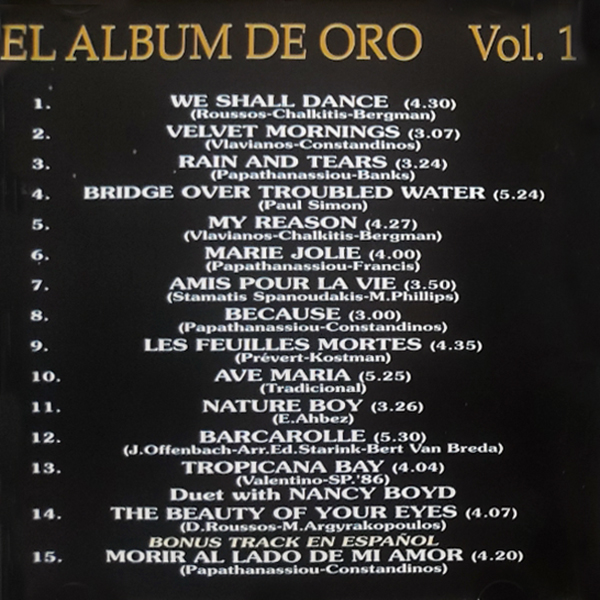 EL ALBUM DE ORO Vol. 1
1. WE SHALL DANCE (4.30)
(Roussos-Chalkitis-Bergman)
2. VELVET MORNINGS (3.07)
(Vlavianos-Constandinos)
3. RAIN AND TEARS (3.24)
(Papathanassiou-Banks)
4. BRIDGE OVER TROUBLED WATER (5.24)
(Paul Simon)
5. MY REASON (4.27)
(Vlavianos-Chalkitis-Bergman)
6. MARIE JOLIE (4.00)
(Papathanassiou-Francis)
7. AMIS POUR LA VIE (3.50)
(Stamatis Spanoudakis-M.Phillips)
8. BECAUSE (3.00)
(Papathanassiou-Constandinos)
9. LES FEUILLES MORTES (4.35)
(Prévert-Kostman)
10. AVE MARIA (5.25)
(Tradicional)
11. NATURE BOY (3.26)
(E.Ahbez)
12. BARCAROLLE (5.30)
(J.Offenbach-Arr.Ed.Starink-Bert Van Breda)
13. TROPICANA BAY (4.04)
(Valentino-SP.'86)
Duet with NANCY BOYD
14. THE BEAUTY OF YOUR EYES (4.07)
(D.Roussos-M.Argyrakopoulos)
BONUS TRACK EN ESPAÑOL
15. MORIR AL LADO DE MI AMOR (4.20)
(Papathanassiou-Constandinos)